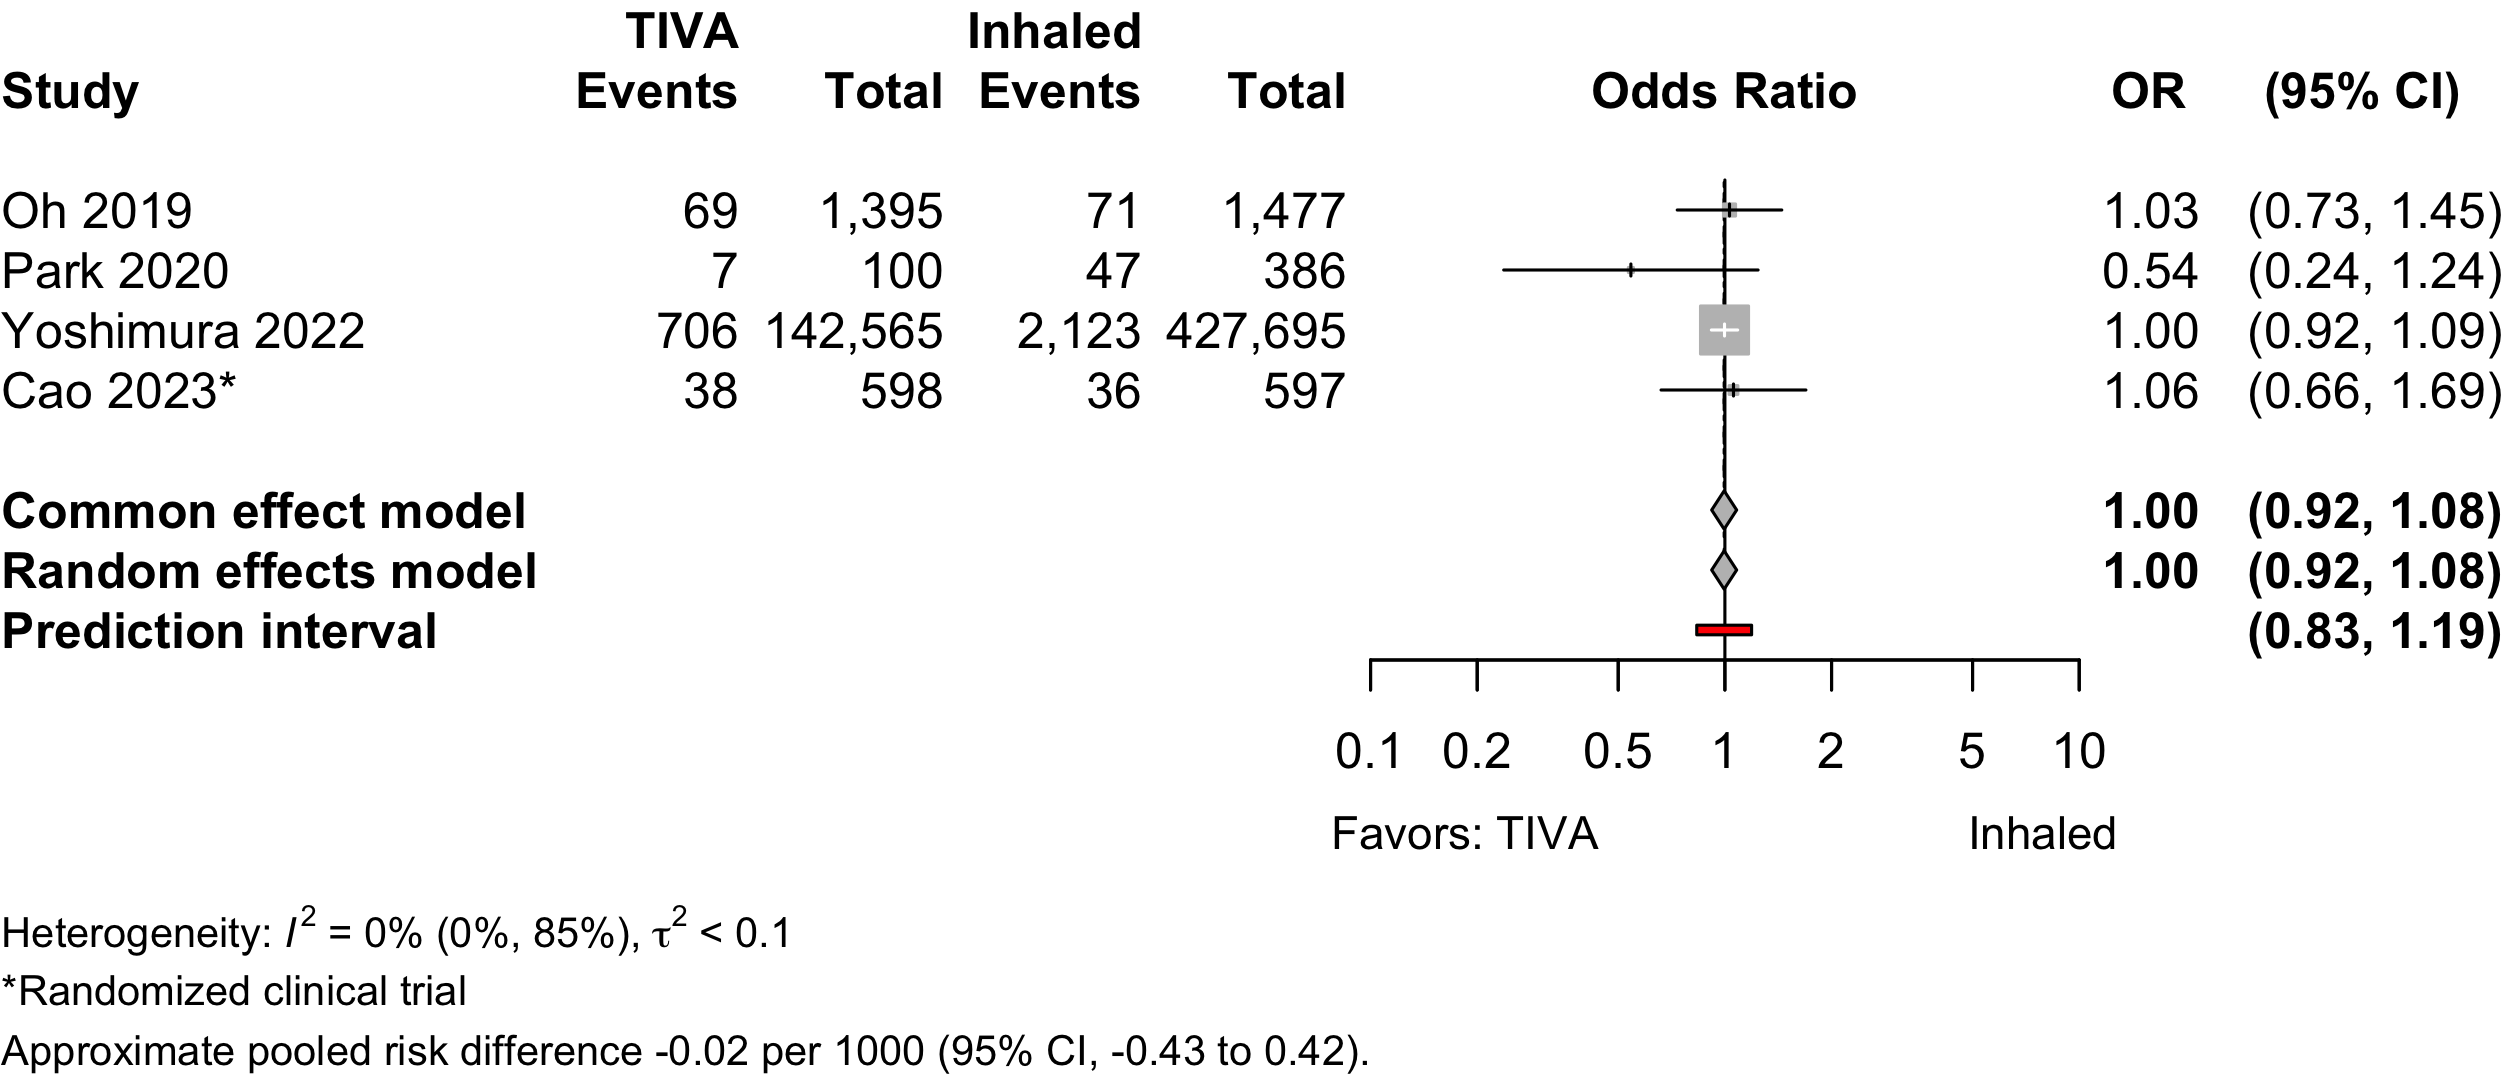 TIVA Inhaled
Study Events Total Events Total Odds Ratio OR (95% CI)
Oh 2019 69 1,395 71 1,477 1.03 (0.73, 1.45)
Park 2020 7 100 47 386 0.54 (0.24, 1.24)
Yoshimura 2022 706 142,565 2,123 427,695 1.00 (0.92, 1.09)
Cao 2023* 38 598 36 597 1.06 (0.66, 1.69)
Common effect model 1.00 (0.92, 1.08)
Random effects model 1.00 (0.92, 1.08)
Prediction interval (0.83, 1.19)
0.1 0.2 0.5 1 2 5 10
Favors: TIVA Inhaled
Heterogeneity: I² = 0% (0%, 85%), τ² < 0.1
*Randomized clinical trial
Approximate pooled risk difference -0.02 per 1000 (95% CI, -0.43 to 0.42).